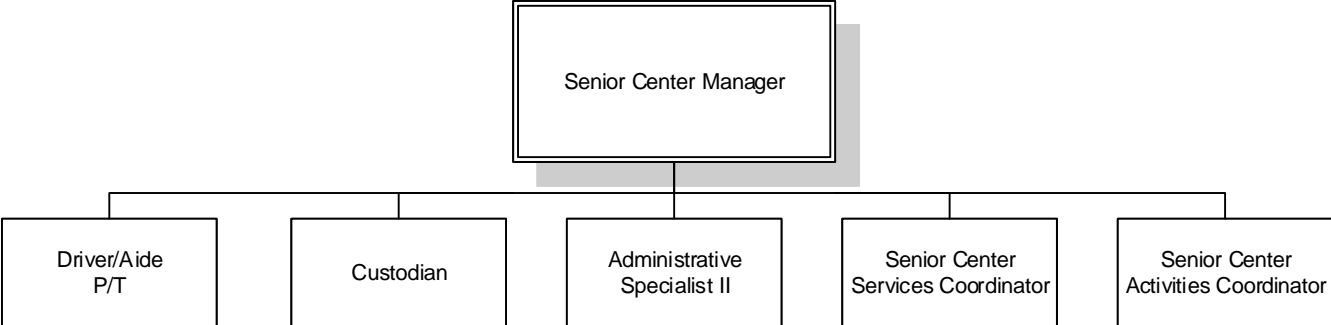 Senior Center Manager
Driver/Aide
P/T
Custodian
Administrative
Specialist II
Senior Center
Services Coordinator
Senior Center
Activities Coordinator